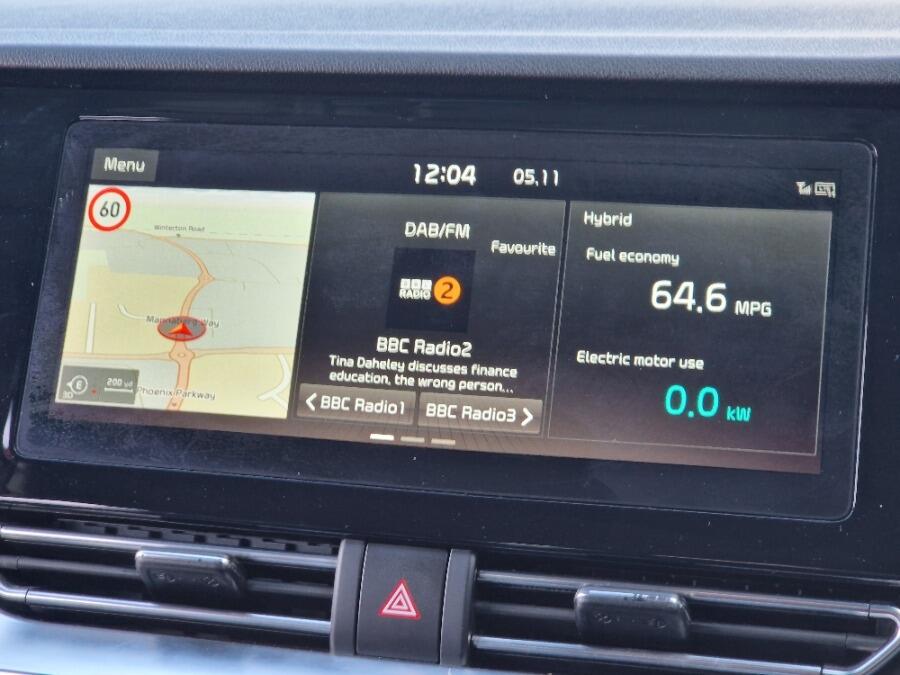 Menu
12:04
05.11
60
Winterton Road
Mannaberg Way
Phoenix Parkway
E
3D
200 yd
DAB/FM
Favourite
BBC
RADIO 2
BBC Radio2
Tina Daheley discusses finance
education, the wrong person...
BBC Radio1
BBC Radio3
Hybrid
Fuel economy
64.6 MPG
Electric motor use
0.0 kW